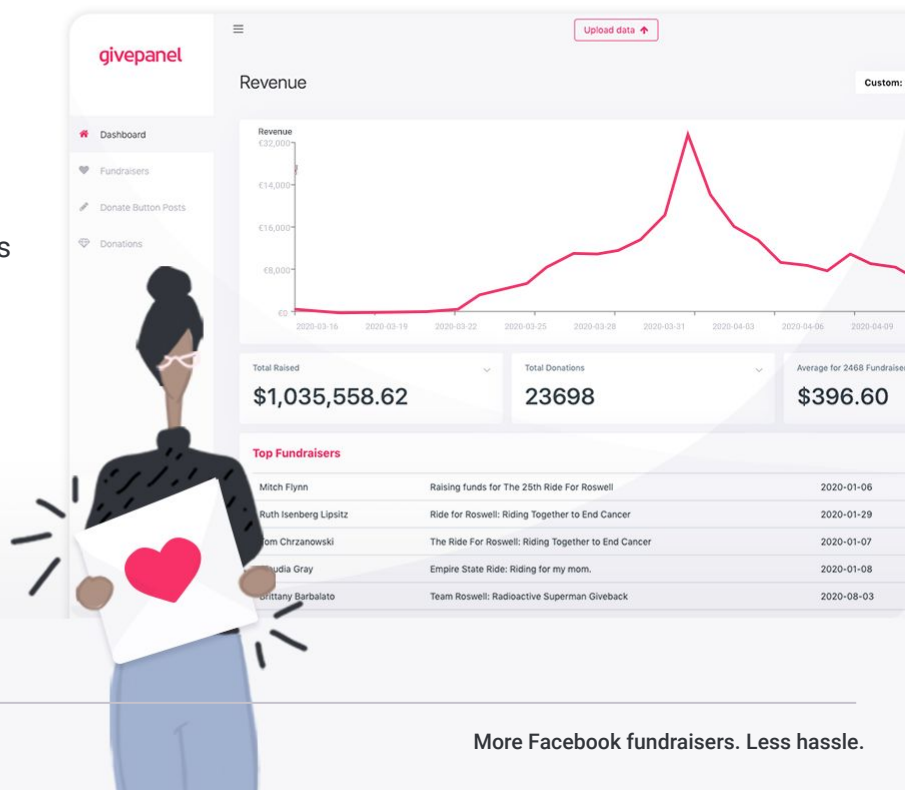 givepanel
Upload data
Revenue
Custom:
Dashboard
Fundraisers
Donate Button Posts
Donations
s
Revenue
€32,000
€14,000
€16,000
€8,000
€0
2020-03-16 2020-03-19 2020-03-22 2020-03-25 2020-03-28 2020-03-31 2020-04-03 2020-04-06 2020-04-09
Total Raised
$1,035,558.62
Total Donations
23698
Average for 2468 Fundraiser
$396.60
Top Fundraisers
Mitch Flynn Raising funds for The 25th Ride For Roswell 2020-01-06
Ruth Isenberg Lipsitz Ride for Roswell: Riding Together to End Cancer 2020-01-29
om Chrzanowski The Ride For Roswell: Riding Together to End Cancer 2020-01-07
udia Gray Empire State Ride: Riding for my mom. 2020-01-08
Brittany Barbalato Team Roswell: Radioactive Superman Giveback 2020-08-03
More Facebook fundraisers. Less hassle.